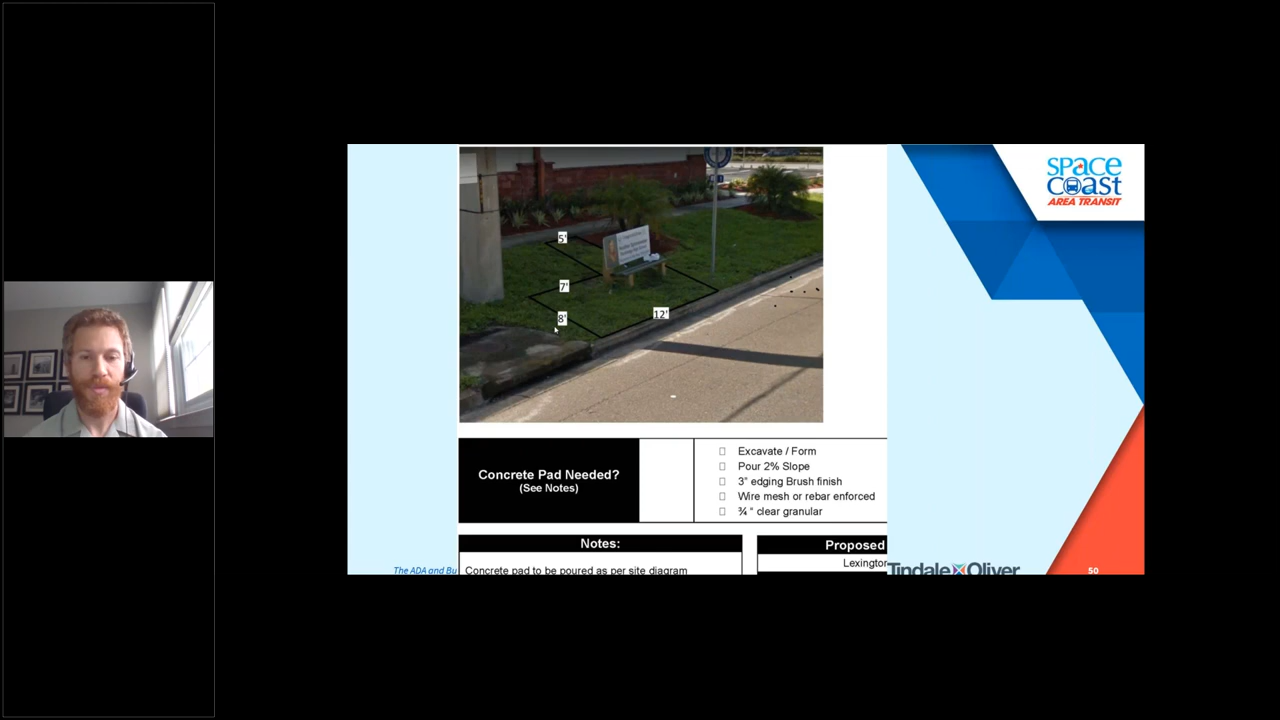 space
coast
AREA TRANSIT
5'
7'
8'
12'
Concrete Pad Needed?
(See Notes)
Excavate / Form
Pour 2% Slope
3" edging Brush finish
Wire mesh or rebar enforced
¾ " clear granular
Notes:
Concrete pad to be poured as per site diagram
Proposed
Lexington
The ADA and Bu
Tindale Oliver
50